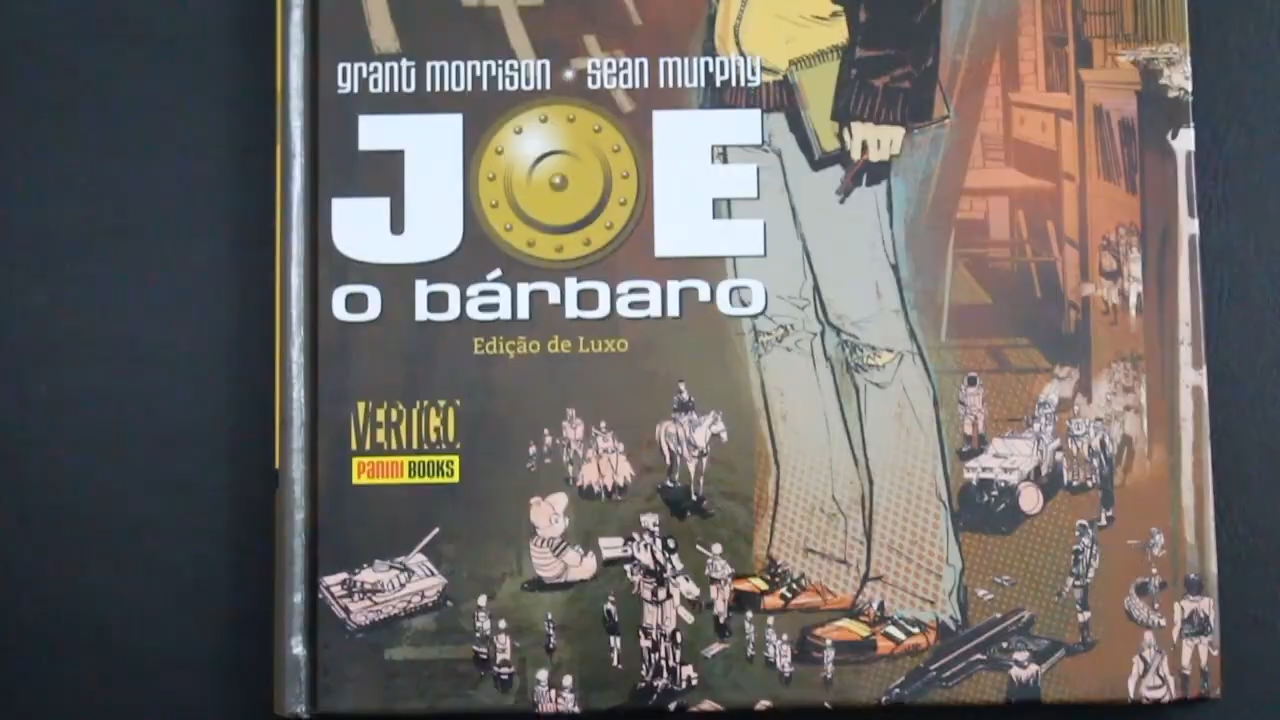 grant morrison • sean murphy
JOE
o bárbaro
Edição de Luxo
VERTIGO
PANINI BOOKS